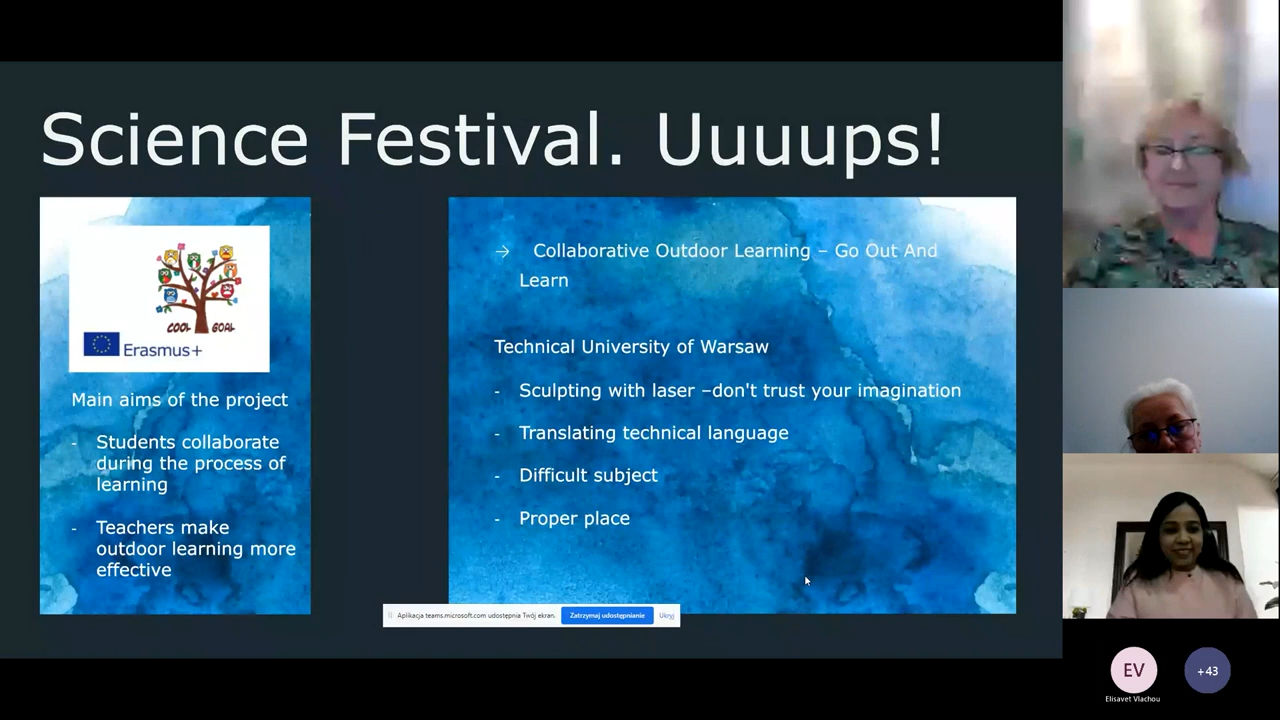 Science Festival. Uuuups!
COOL GOAL
Erasmus+
Main aims of the project
- Students collaborate
during the process of
learning
- Teachers make
outdoor learning more
effective
→ Collaborative Outdoor Learning – Go Out And
Learn
Technical University of Warsaw
- Sculpting with laser –don't trust your imagination
- Translating technical language
- Difficult subject
- Proper place
Aplikacja teams.microsoft.com udostępnia Twój ekran. Zatrzymaj udostępnianie Ukryj
EV
+43
Elisavet Vlachou